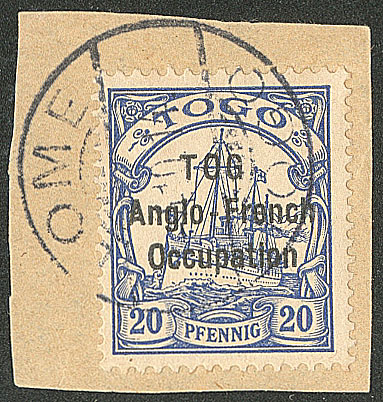 OME
TOGO
TOG
Anglo-French
Occupation
20 PFENNIG 20